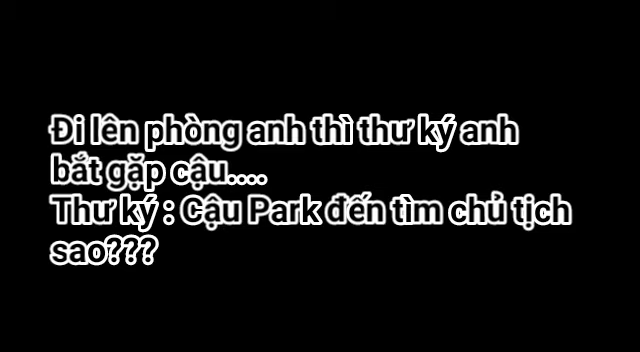 Đi lên phòng anh thì thư ký anh
bắt gặp cậu....
Thư ký : Cậu Park đến tìm chủ tịch
sao???